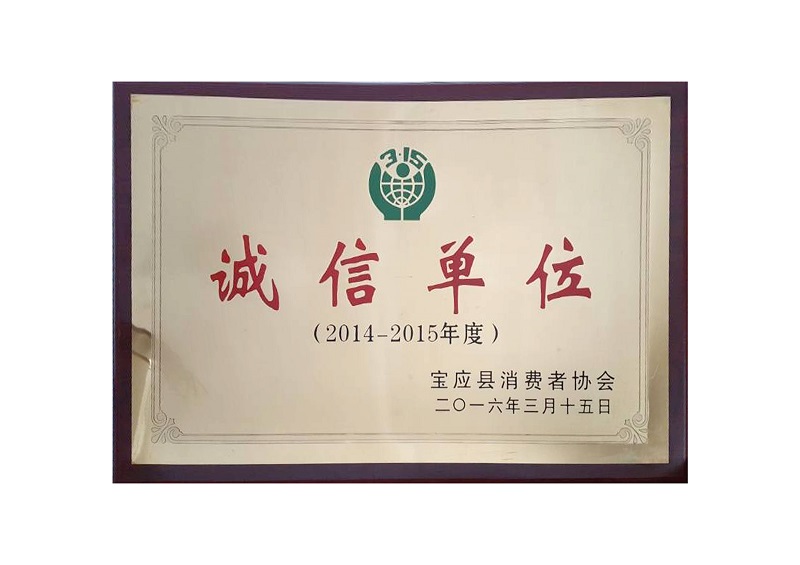 3·15
诚信单位
(2014-2015年度)
宝应县消费者协会
二〇一六年三月十五日